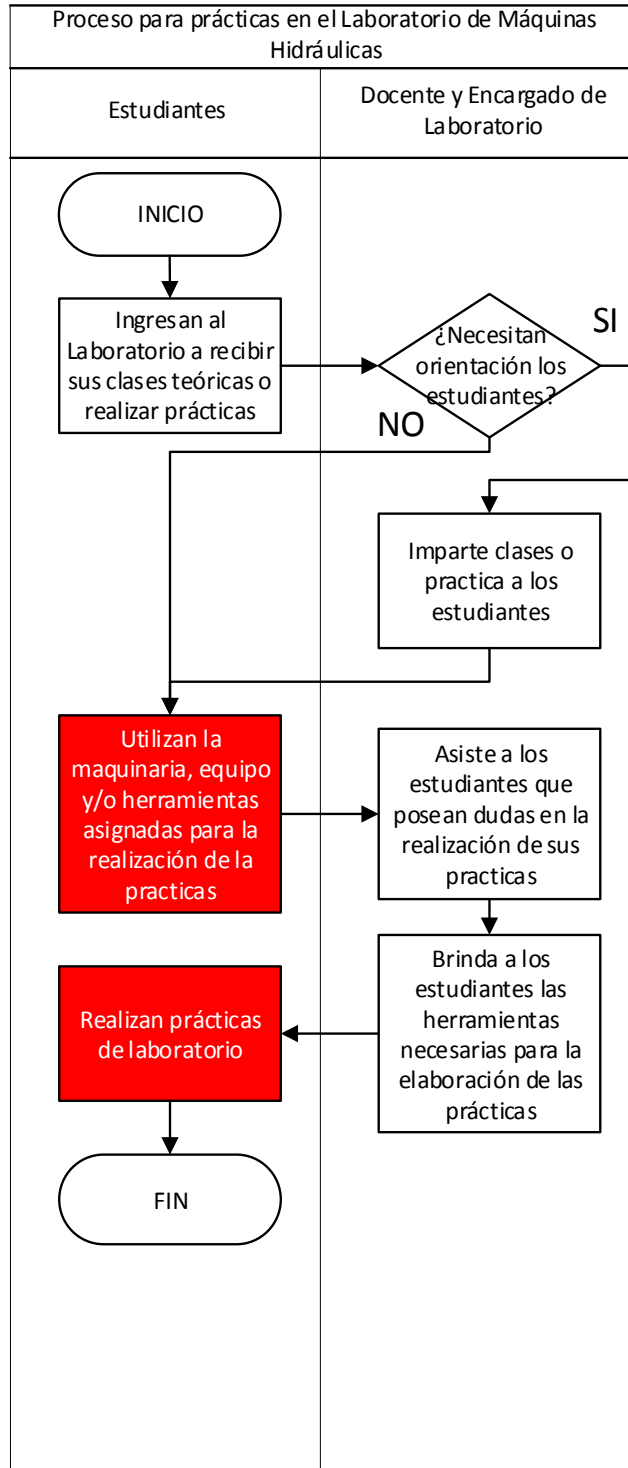 Proceso para prácticas en el Laboratorio de Máquinas
Hidráulicas
Estudiantes
Docente y Encargado de
Laboratorio
INICIO
Ingresan al
Laboratorio a recibir
sus clases teóricas o
realizar prácticas
¿Necesitan
orientación los
estudiantes?
SI
NO
Imparte clases o
practica a los
estudiantes
Utilizan la
maquinaria, equipo
y/o herramientas
asignadas para la
realización de la
practicas
Asiste a los
estudiantes que
posean dudas en la
realización de sus
practicas
Brinda a los
estudiantes las
herramientas
necesarias para la
elaboración de las
prácticas
Realizan prácticas
de laboratorio
FIN